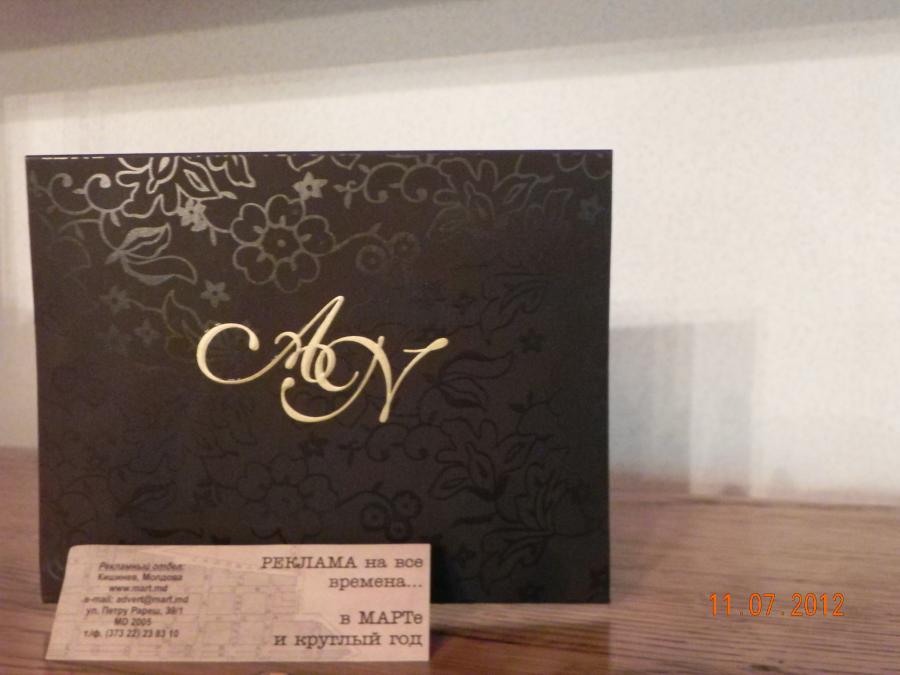 AN
Рекламный отдел:
Кишинев, Молдова
www.mart.md
e-mail: advert@mart.md
ул. Петру Рареш, 39/1
MD 2005
т./ф. (373 22) 23 83 10
РЕКЛАМА на все
времена...
в МАРТе
и круглый год
11.07.2012